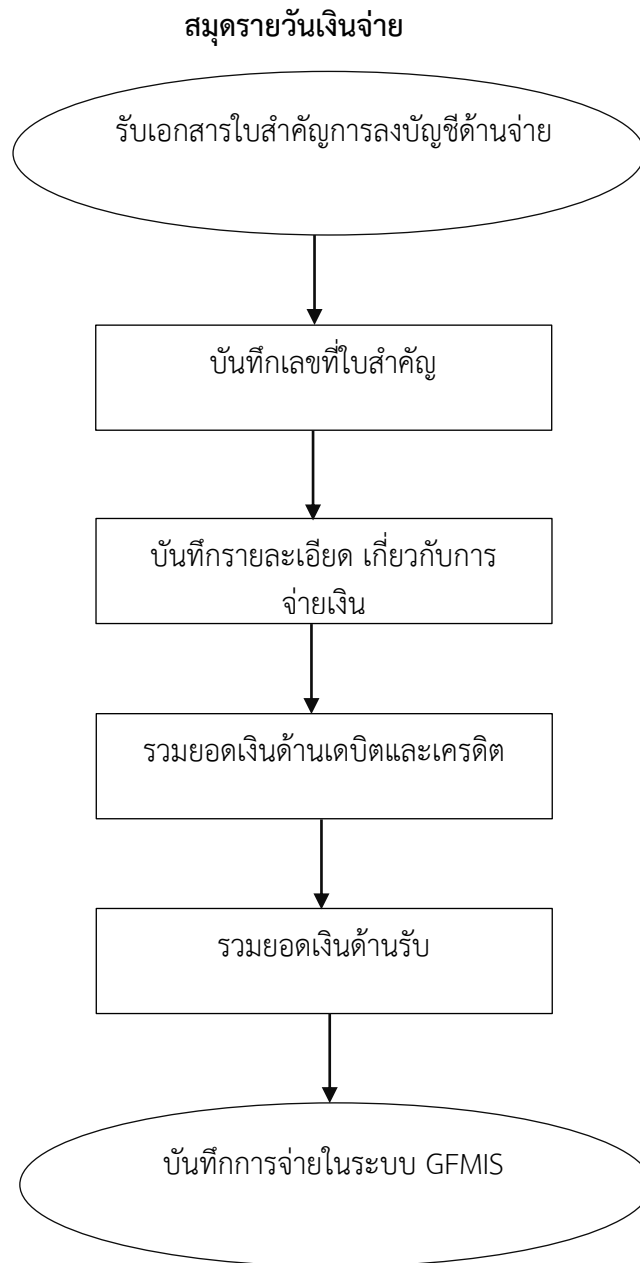 สมุดรายวันเงินจ่าย
รับเอกสารใบสำคัญการลงบัญชีด้านจ่าย
บันทึกเลขที่ใบสำคัญ
บันทึกรายละเอียด เกี่ยวกับการ
จ่ายเงิน
รวมยอดเงินด้านเดบิตและเครดิต
รวมยอดเงินด้านรับ
บันทึกการจ่ายในระบบ GFMIS